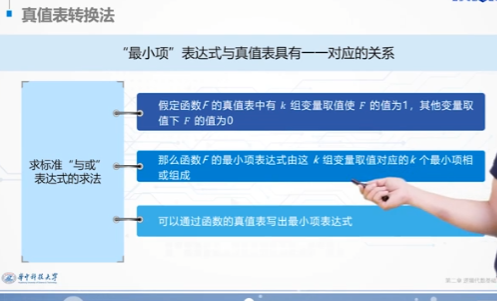 真值表转换法
“最小项”表达式与真值表具有一一对应的关系
假定函数F的真值表中有 k 组变量取值使 F 的值为1，其他变量取
值下 F 的值为0
求标准“与或”
表达式的求法
那么函数F的最小项表达式由这 k 组变量取值对应的k个最小项相
或组成
可以通过函数的真值表写出最小项表达式
华中科技大学